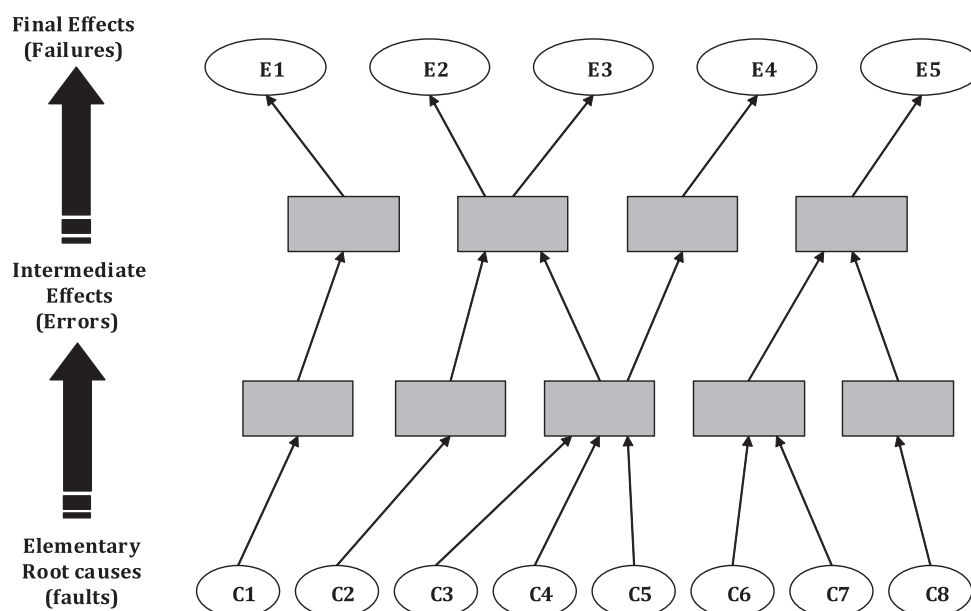 Final Effects
(Failures)
E1
E2
E3
E4
E5
Intermediate
Effects
(Errors)
Elementary
Root causes
(faults)
C1
C2
C3
C4
C5
C6
C7
C8